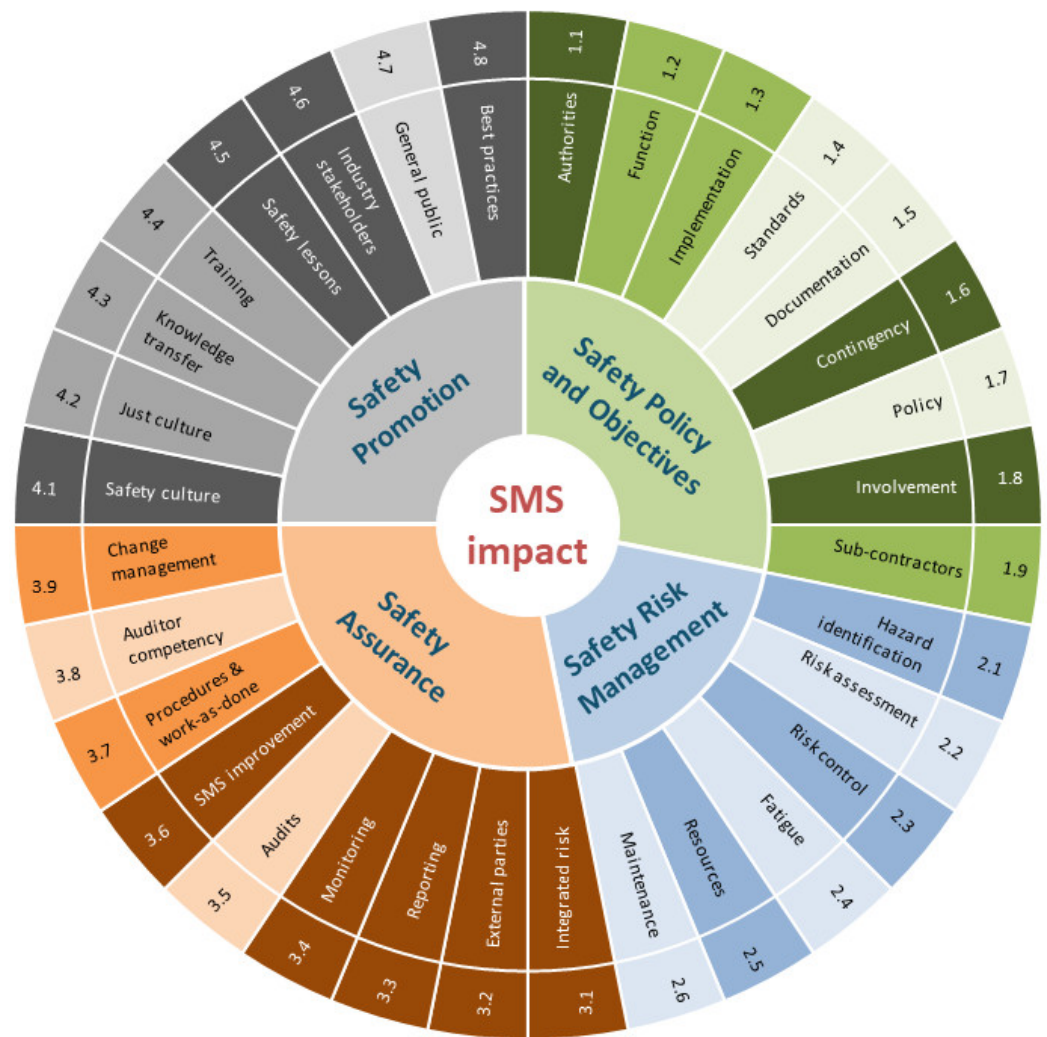 SMS
impact
Safety Policy
and Objectives
1.1
Authorities
1.2
Function
1.3
Implementation
1.4
Standards
1.5
Documentation
1.6
Contingency
1.7
Policy
1.8
Involvement
1.9
Sub-contractors
Safety Risk
Management
2.1
Hazard
identification
2.2
Risk assessment
2.3
Risk control
2.4
Fatigue
2.5
Resources
2.6
Maintenance
Safety
Assurance
3.1
Integrated risk
3.2
External parties
3.3
Reporting
3.4
Monitoring
3.5
Audits
3.6
SMS improvement
3.7
Procedures &
work-as-done
3.8
Auditor
competency
3.9
Change
management
Safety
Promotion
4.1
Safety culture
4.2
Just culture
4.3
Knowledge
transfer
4.4
Training
4.5
Safety lessons
4.6
Industry
stakeholders
4.7
General public
4.8
Best practices